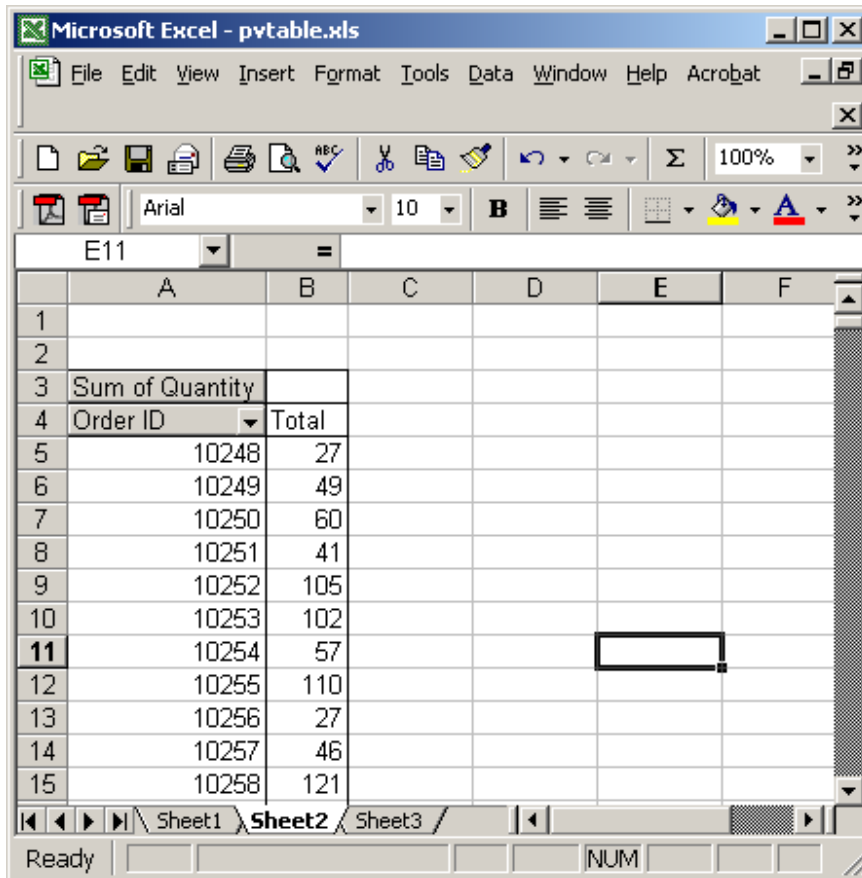 Microsoft Excel - pvtable.xls
File Edit View Insert Format Tools Data Window Help Acrobat
ABC Σ 100%
Arial 10 B A
E11 =
A B C D E F
1
2
3 Sum of Quantity
4 Order ID Total
5 10248 27
6 10249 49
7 10250 60
8 10251 41
9 10252 105
10 10253 102
11 10254 57
12 10255 110
13 10256 27
14 10257 46
15 10258 121
Sheet1 Sheet2 Sheet3
Ready NUM